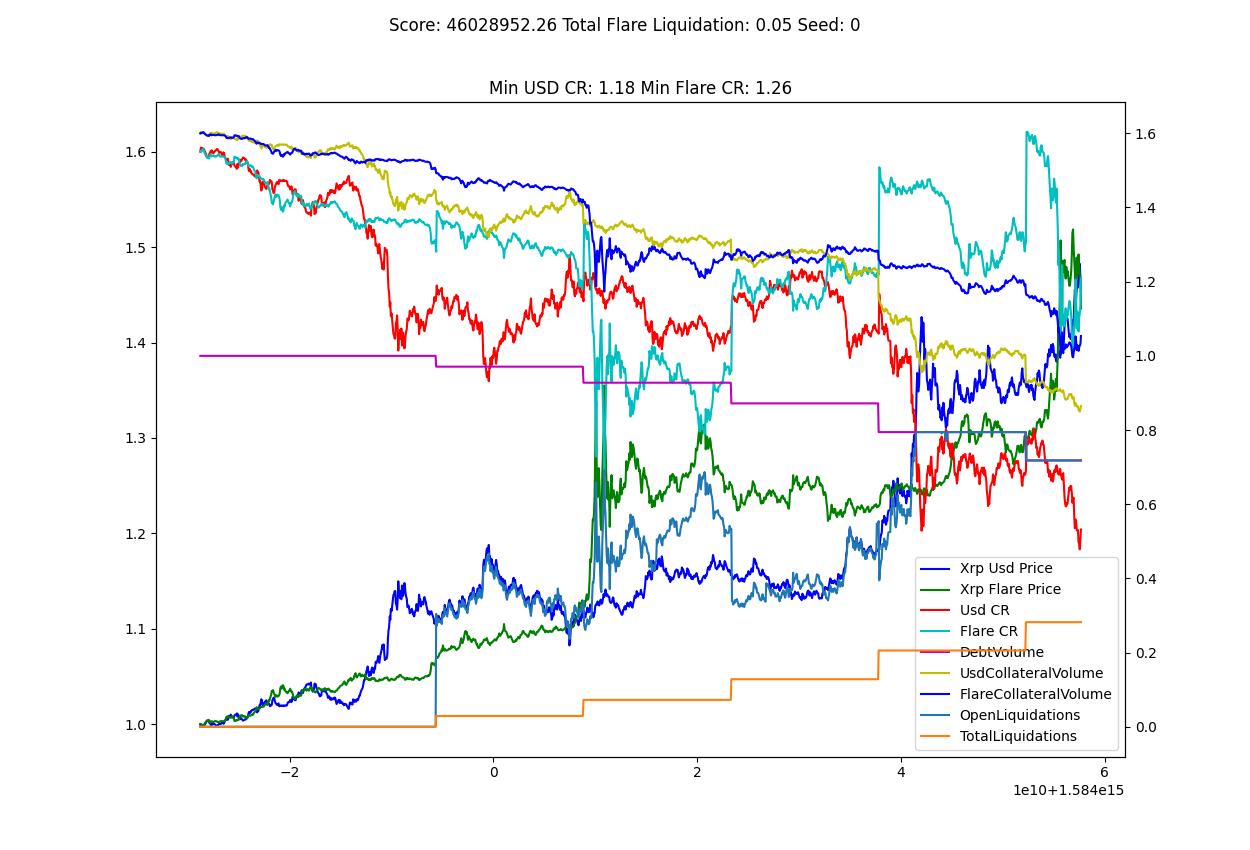 Score: 46028952.26 Total Flare Liquidation: 0.05 Seed: 0
Min USD CR: 1.18 Min Flare CR: 1.26
1.6
1.5
1.4
1.3
1.2
1.1
1.0
1.6
1.4
1.2
1.0
0.8
0.6
0.4
0.2
0.0
Xrp Usd Price
Xrp Flare Price
Usd CR
Flare CR
DebtVolume
UsdCollateralVolume
FlareCollateralVolume
OpenLiquidations
TotalLiquidations
−2 0 2 4 6
1e10+1.584e15